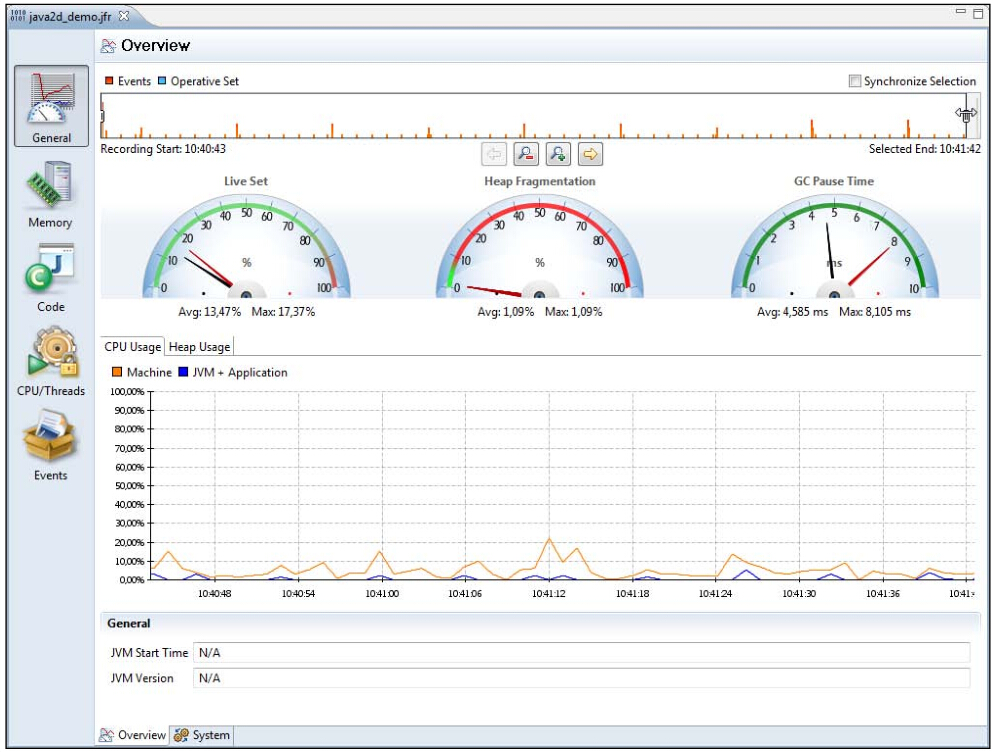 java2d_demo.jfr
Overview
Events Operative Set
Synchronize Selection
General
Recording Start: 10:40:43
Selected End: 10:41:42
Live Set
Heap Fragmentation
GC Pause Time
0 10 20 30 40 50 60 70 80 90 100
%
0 10 20 30 40 50 60 70 80 90 100
%
0 1 2 3 4 5 6 7 8 9 10
ms
Avg: 13,47% Max: 17,37%
Avg: 1,09% Max: 1,09%
Avg: 4,585 ms Max: 8,105 ms
Memory
Code
CPU/Threads
Events
CPU Usage Heap Usage
Machine JVM + Application
100,00%
90,00%
80,00%
70,00%
60,00%
50,00%
40,00%
30,00%
20,00%
10,00%
0,00%
10:40:48 10:40:54 10:41:00 10:41:06 10:41:12 10:41:18 10:41:24 10:41:30 10:41:36 10:41:
General
JVM Start Time N/A
JVM Version N/A
Overview System